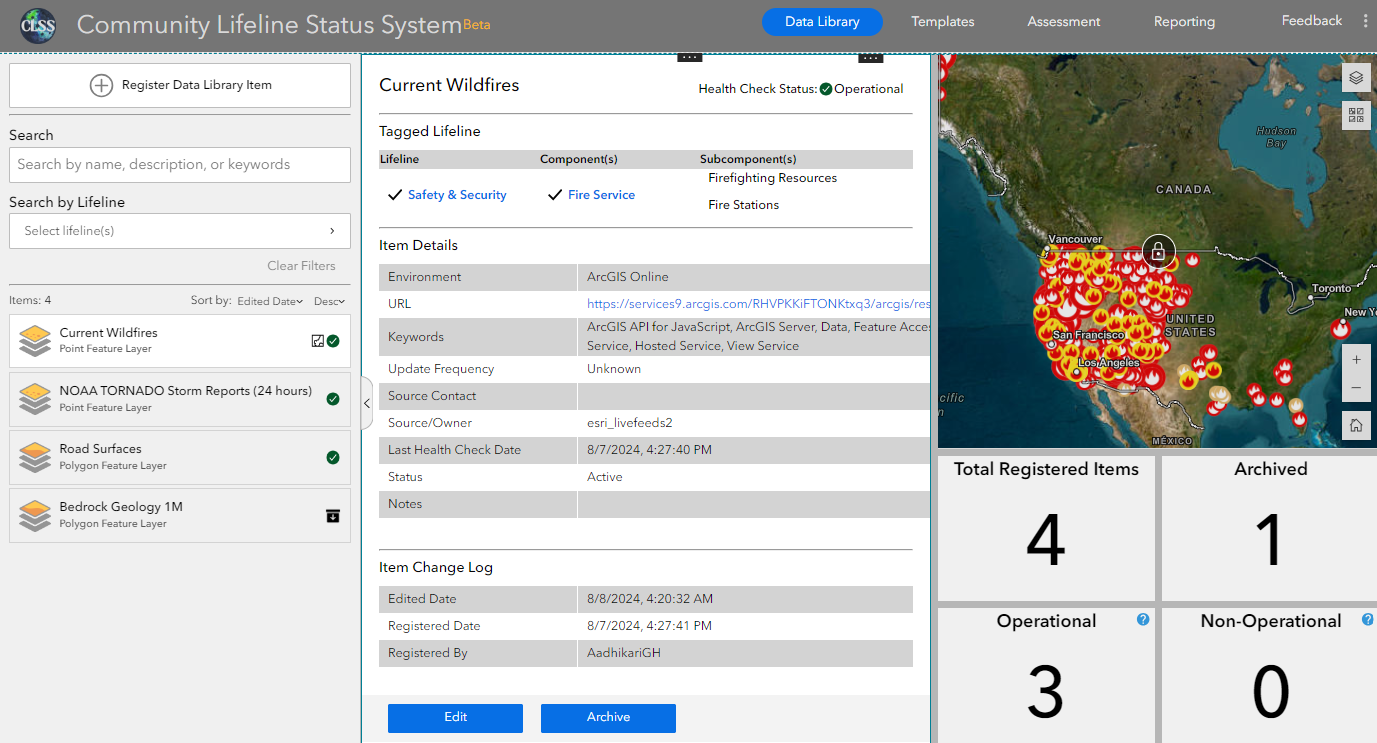 CLSS
Community Lifeline Status System Beta
Data Library
Templates
Assessment
Reporting
Feedback
Register Data Library Item
Search
Search by name, description, or keywords
Search by Lifeline
Select lifeline(s)
Clear Filters
Items: 4
Sort by: Edited Date Desc
Current Wildfires
Point Feature Layer
NOAA TORNADO Storm Reports (24 hours)
Point Feature Layer
Road Surfaces
Polygon Feature Layer
Bedrock Geology 1M
Polygon Feature Layer
Current Wildfires
Health Check Status: Operational
Tagged Lifeline
Lifeline Component(s) Subcomponent(s)
Safety & Security Fire Service Firefighting Resources
Fire Stations
Item Details
Environment ArcGIS Online
URL https://services9.arcgis.com/RHVPKKiFTONKtxq3/arcgis/res
Keywords ArcGIS API for JavaScript, ArcGIS Server, Data, Feature Acce
Service, Hosted Service, View Service
Update Frequency Unknown
Source Contact
Source/Owner esri_livefeeds2
Last Health Check Date 8/7/2024, 4:27:40 PM
Status Active
Notes
Item Change Log
Edited Date 8/8/2024, 4:20:32 AM
Registered Date 8/7/2024, 4:27:41 PM
Registered By AadhikariGH
Edit
Archive
Hudson
Bay
CANADA
Vancouver
Toronto
New Yo
UNITED
STATES
San Francisco
Los Angeles
cific
n
MÉXICO
+
−
Total Registered Items
4
Archived
1
Operational ?
3
Non-Operational ?
0